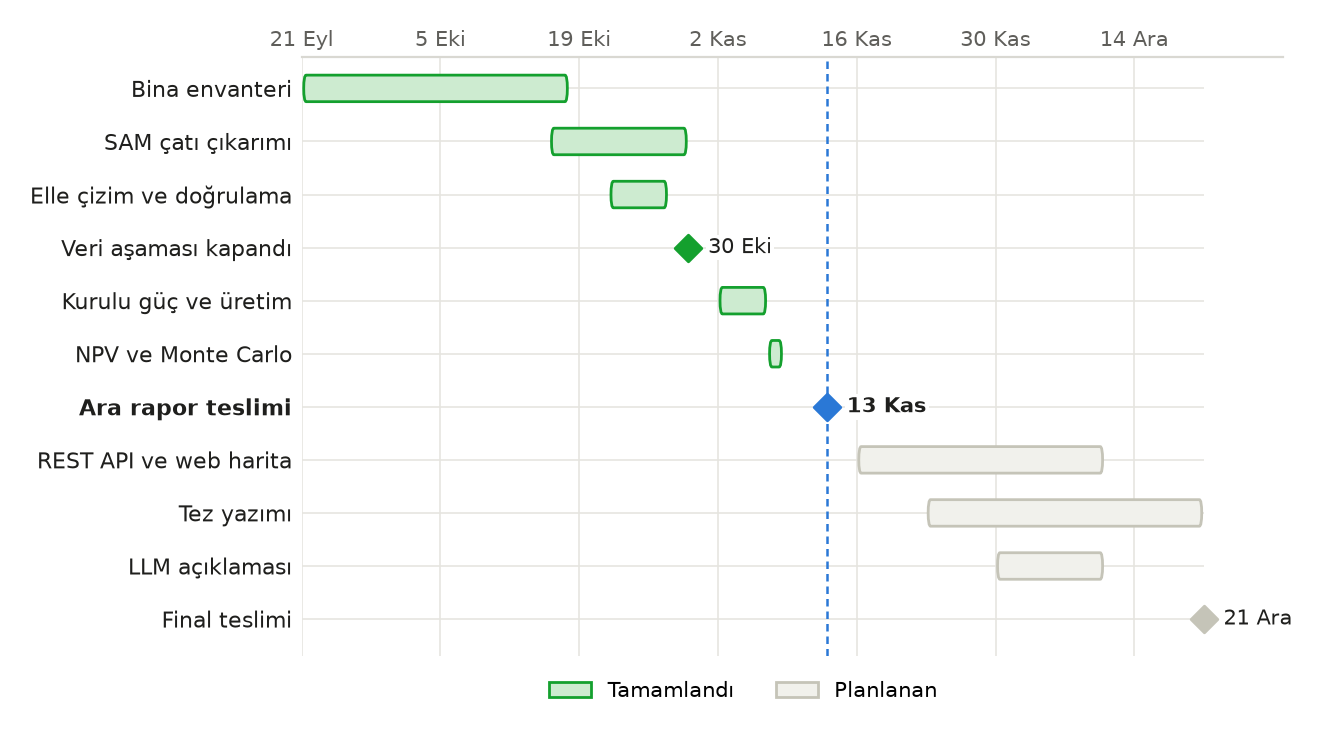 21 Eyl 5 Eki 19 Eki 2 Kas 16 Kas 30 Kas 14 Ara
Bina envanteri
SAM çatı çıkarımı
Elle çizim ve doğrulama
Veri aşaması kapandı 30 Eki
Kurulu güç ve üretim
NPV ve Monte Carlo
Ara rapor teslimi 13 Kas
REST API ve web harita
Tez yazımı
LLM açıklaması
Final teslimi 21 Ara
Tamamlandı Planlanan